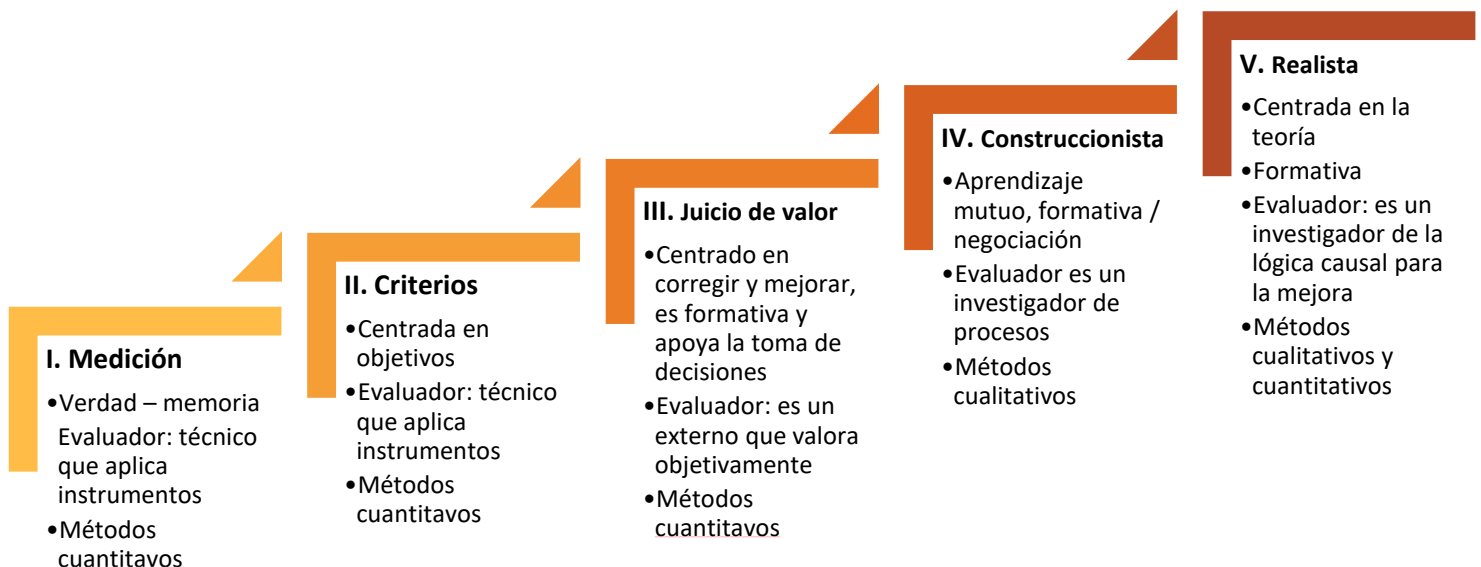 I. Medición
•Verdad – memoria
Evaluador: técnico
que aplica
instrumentos
•Métodos
cuantitavos
II. Criterios
•Centrada en
objetivos
•Evaluador: técnico
que aplica
instrumentos
•Métodos
cuantitavos
III. Juicio de valor
•Centrado en
corregir y mejorar,
es formativa y
apoya la toma de
decisiones
•Evaluador: es un
externo que valora
objetivamente
•Métodos
cuantitavos
IV. Construccionista
•Aprendizaje
mutuo, formativa /
negociación
•Evaluador es un
investigador de
procesos
•Métodos
cualitativos
V. Realista
•Centrada en la
teoría
•Formativa
•Evaluador: es un
investigador de la
lógica causal para
la mejora
•Métodos
cualitativos y
cuantitativos